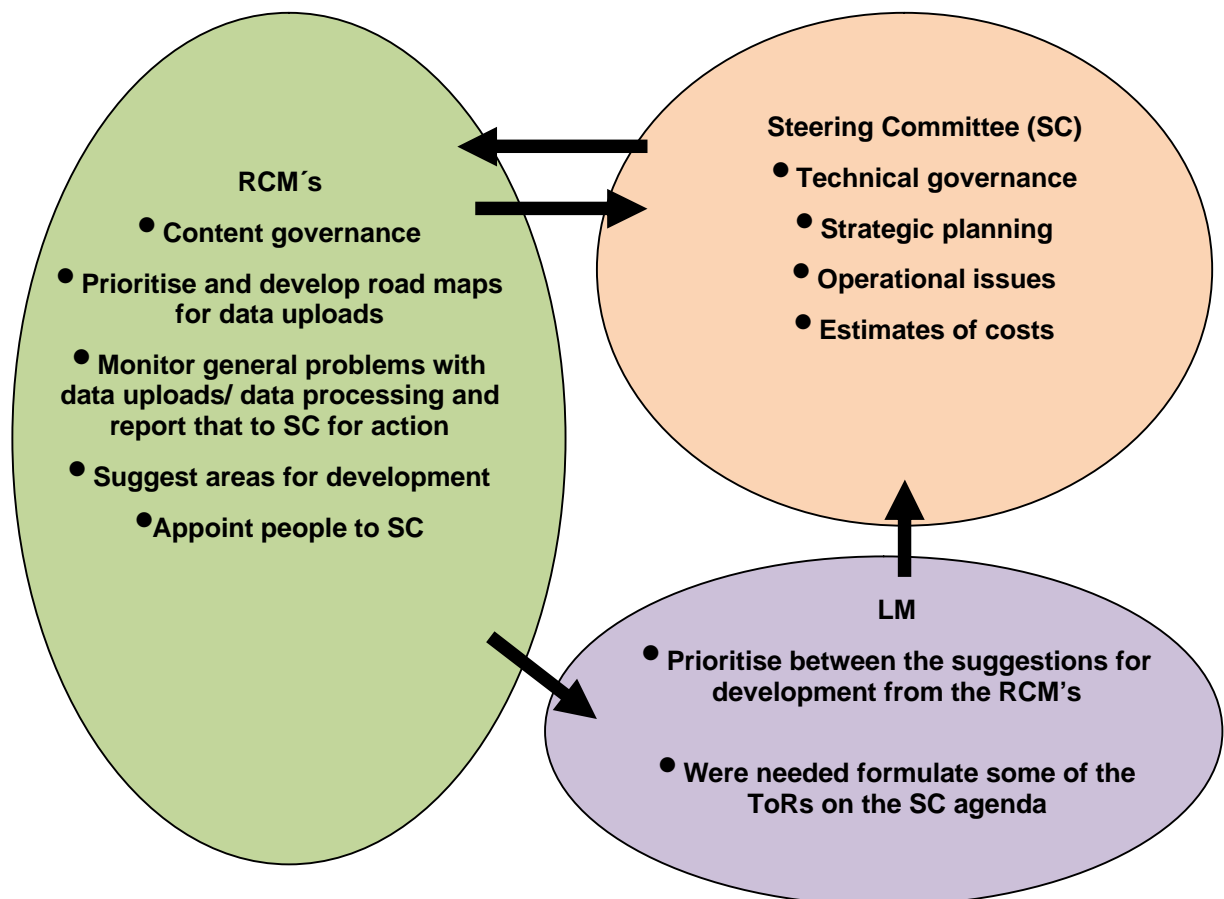 RCM´s
• Content governance
• Prioritise and develop road maps
for data uploads
• Monitor general problems with
data uploads/ data processing and
report that to SC for action
• Suggest areas for development
•Appoint people to SC
Steering Committee (SC)
• Technical governance
• Strategic planning
• Operational issues
• Estimates of costs
LM
• Prioritise between the suggestions for
development from the RCM’s
• Were needed formulate some of the
ToRs on the SC agenda